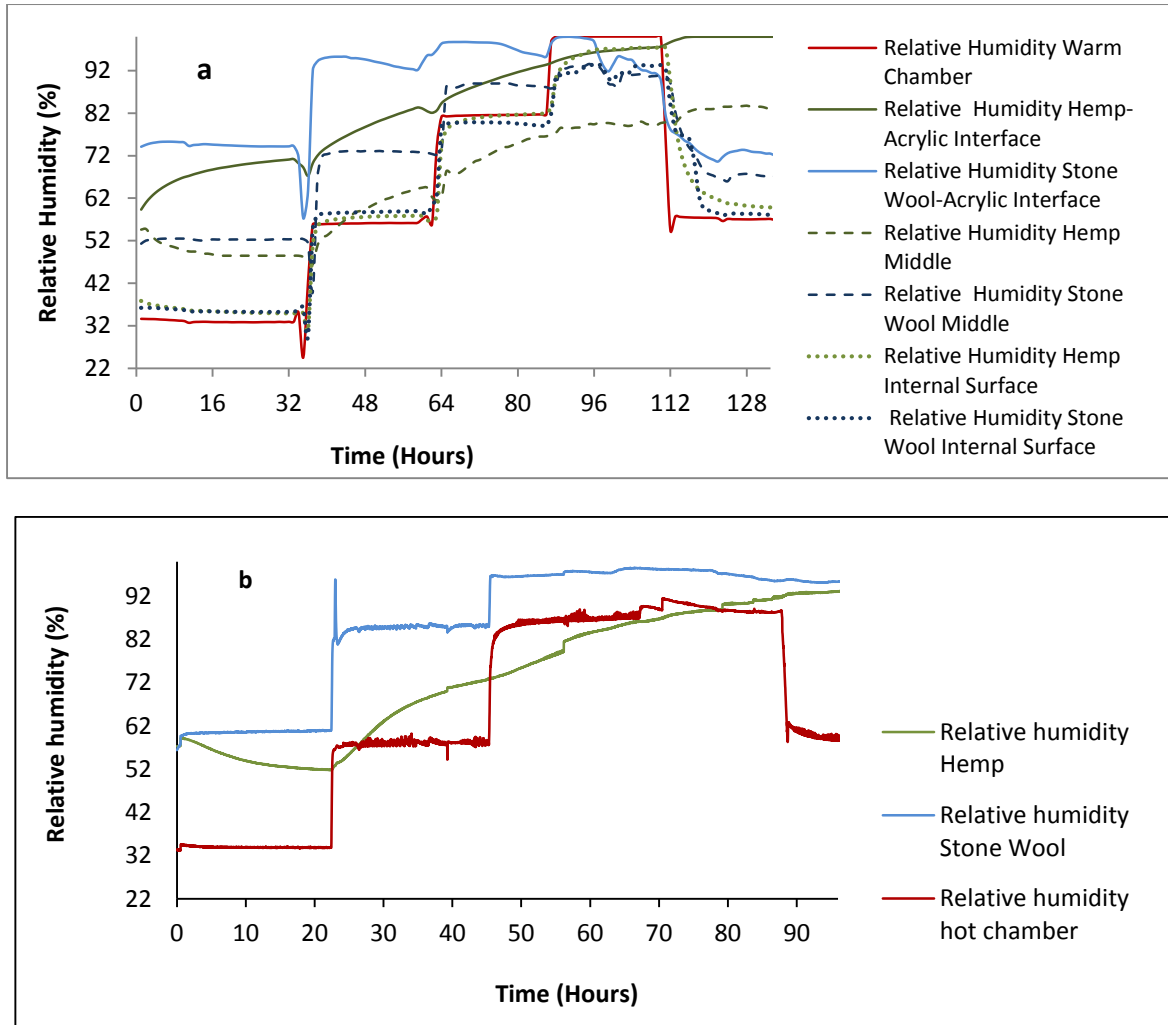 a
Relative Humidity (%)
92
82
72
62
52
42
32
22
0 16 32 48 64 80 96 112 128
Time (Hours)
Relative Humidity Warm
Chamber
Relative Humidity Hemp-
Acrylic Interface
Relative Humidity Stone
Wool-Acrylic Interface
Relative Humidity Hemp
Middle
Relative Humidity Stone
Wool Middle
Relative Humidity Hemp
Internal Surface
Relative Humidity Stone
Wool Internal Surface
b
Relative humidity (%)
92
82
72
62
52
42
32
22
0 10 20 30 40 50 60 70 80 90
Time (Hours)
Relative humidity
Hemp
Relative humidity
Stone Wool
Relative humidity
hot chamber